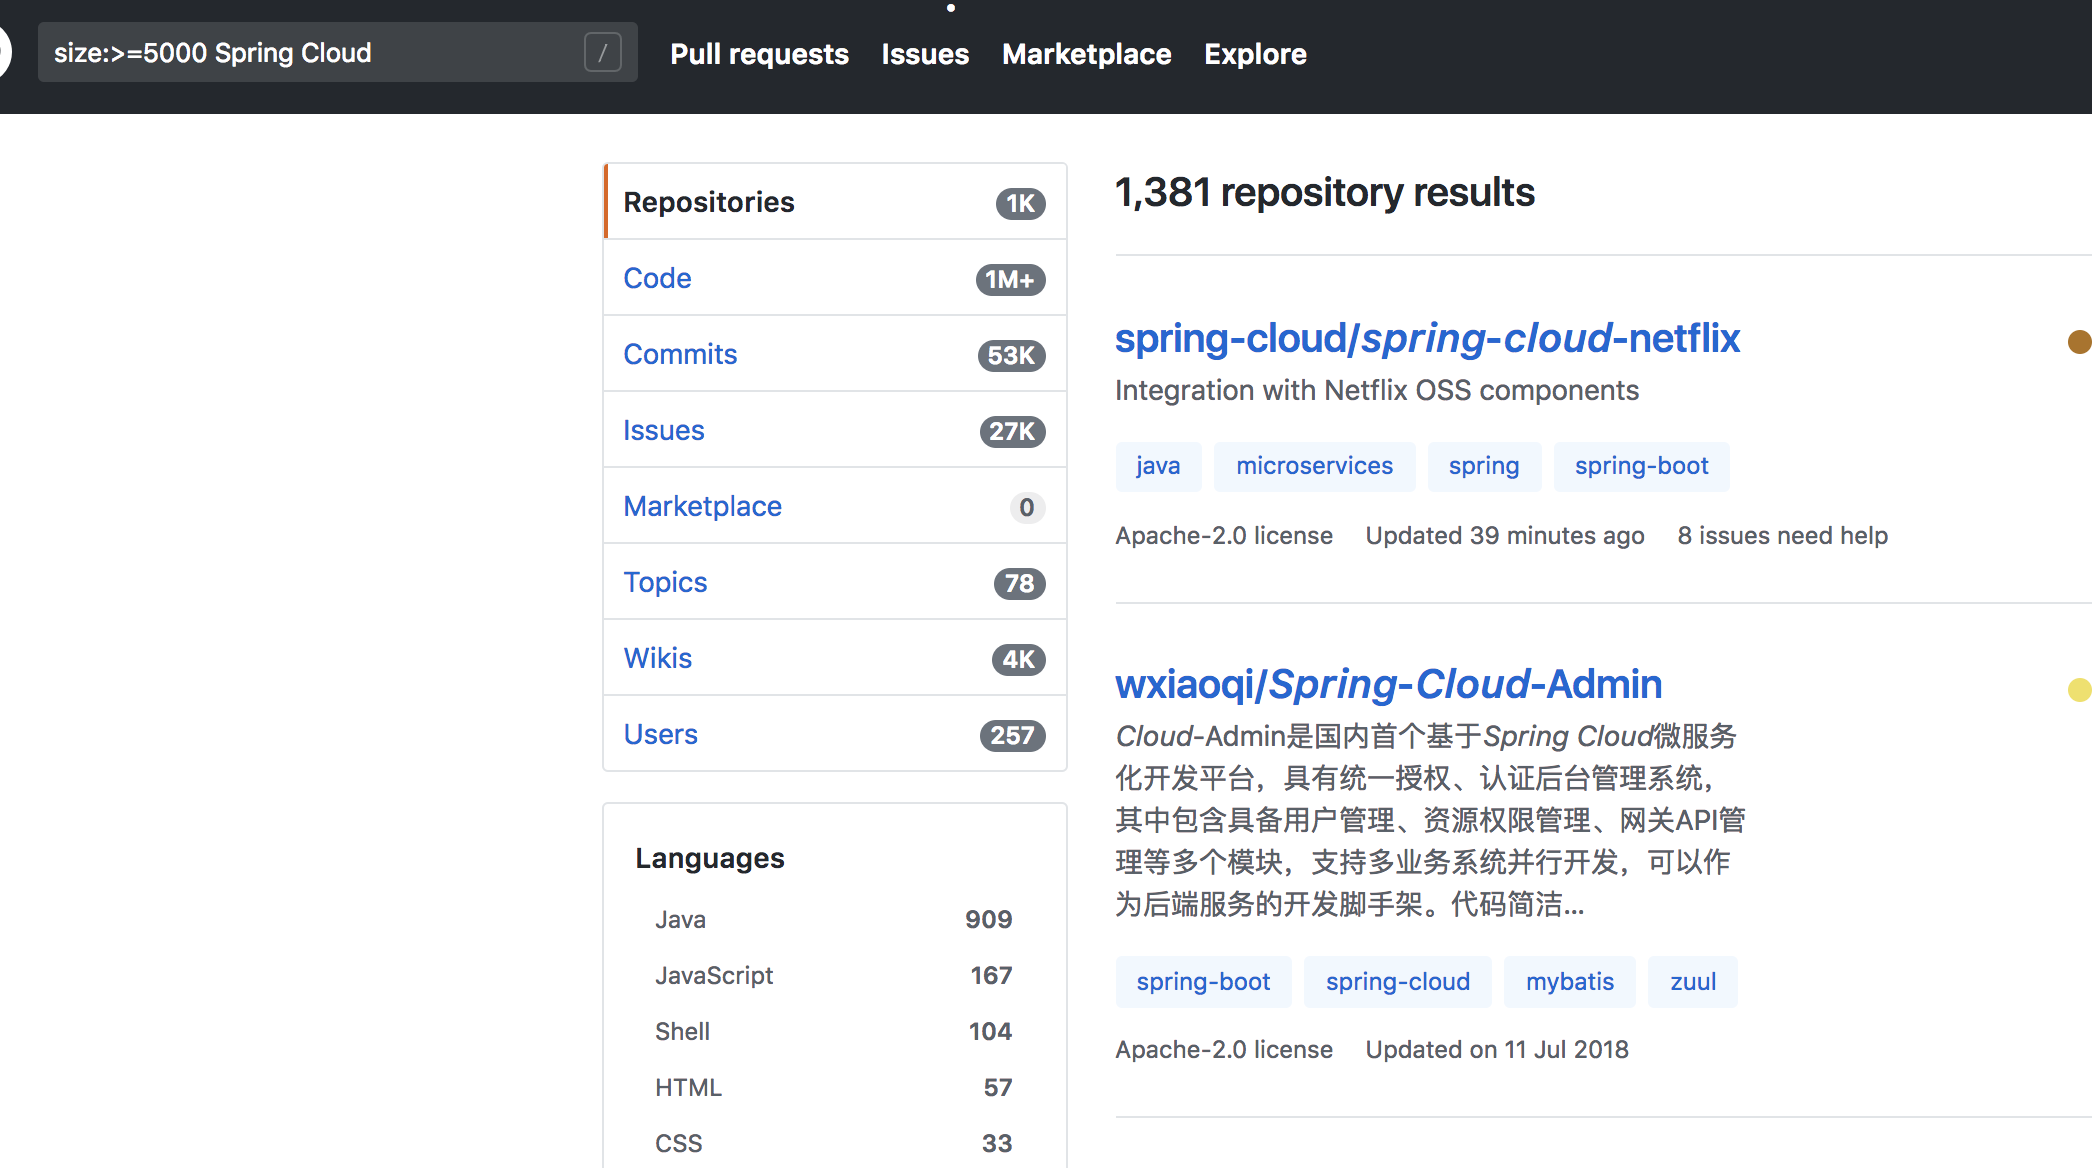 size:>=5000 Spring Cloud /
Pull requests Issues Marketplace Explore
Repositories 1K
Code 1M+
Commits 53K
Issues 27K
Marketplace 0
Topics 78
Wikis 4K
Users 257
Languages
Java 909
JavaScript 167
Shell 104
HTML 57
CSS 33
1,381 repository results
spring-cloud/spring-cloud-netflix
Integration with Netflix OSS components
java microservices spring spring-boot
Apache-2.0 license Updated 39 minutes ago 8 issues need help
wxiaoqi/Spring-Cloud-Admin
Cloud-Admin是国内首个基于Spring Cloud微服务
化开发平台，具有统一授权、认证后台管理系统，
其中包含具备用户管理、资源权限管理、网关API管
理等多个模块，支持多业务系统并行开发，可以作
为后端服务的开发脚手架。代码简洁...
spring-boot spring-cloud mybatis zuul
Apache-2.0 license Updated on 11 Jul 2018